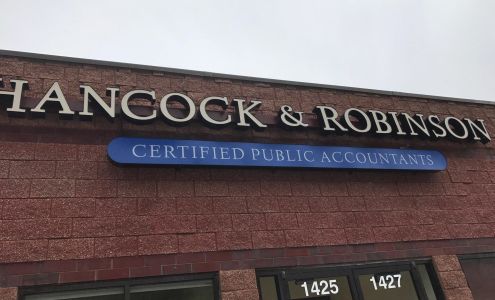 HANCOCK & ROBINSON
CERTIFIED PUBLIC ACCOUNTANTS
1425 1427